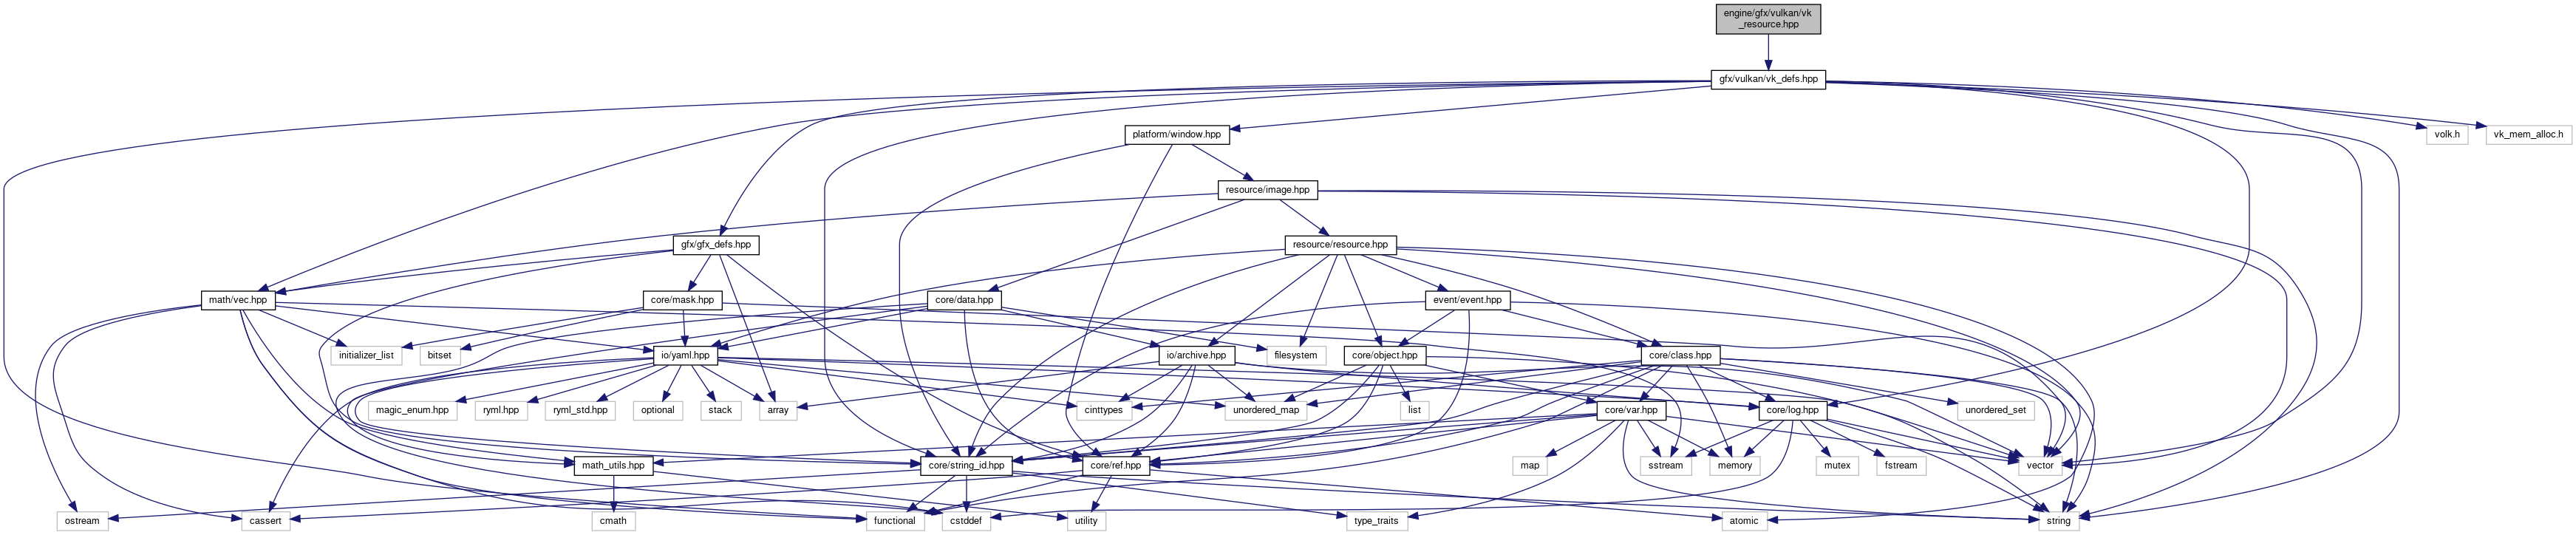 engine/gfx/vulkan/vk
_resource.hpp
gfx/vulkan/vk_defs.hpp
platform/window.hpp
volk.h
vk_mem_alloc.h
resource/image.hpp
gfx/gfx_defs.hpp
resource/resource.hpp
math/vec.hpp
core/mask.hpp
core/data.hpp
event/event.hpp
initializer_list
bitset
io/yaml.hpp
io/archive.hpp
filesystem
core/object.hpp
core/class.hpp
magic_enum.hpp
ryml.hpp
ryml_std.hpp
optional
stack
array
cinttypes
unordered_map
list
core/var.hpp
core/log.hpp
unordered_set
math_utils.hpp
core/string_id.hpp
core/ref.hpp
map
sstream
memory
mutex
fstream
vector
ostream
cassert
cmath
functional
cstddef
utility
type_traits
atomic
string